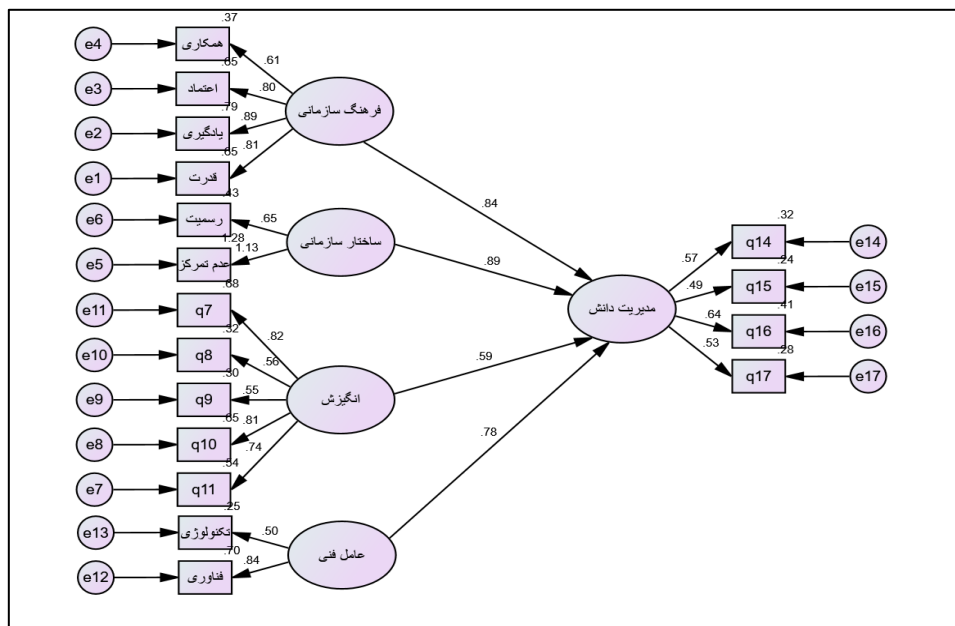 .37
e4
همکاری
.61
.65
e3
اعتماد
.80
فرهنگ سازمانی
.79
e2
یادگیری
.89
.81
.65
e1
قدرت
.43
e6
رسمیت
.65
ساختار سازمانی
1.28
1.13
e5
عدم تمرکز
.68
e11
q7
.82
.32
e10
q8
.56
.30
e9
q9
.55
انگیزش
.65
.81
e8
q10
.74
.54
e7
q11
.25
e13
تکنولوژی
.50
عامل فنی
.70
.84
e12
فناوری
.84
.89
.59
.78
مدیریت دانش
.32
q14
e14
.57
.24
q15
e15
.49
.41
q16
e16
.64
.28
q17
e17
.53